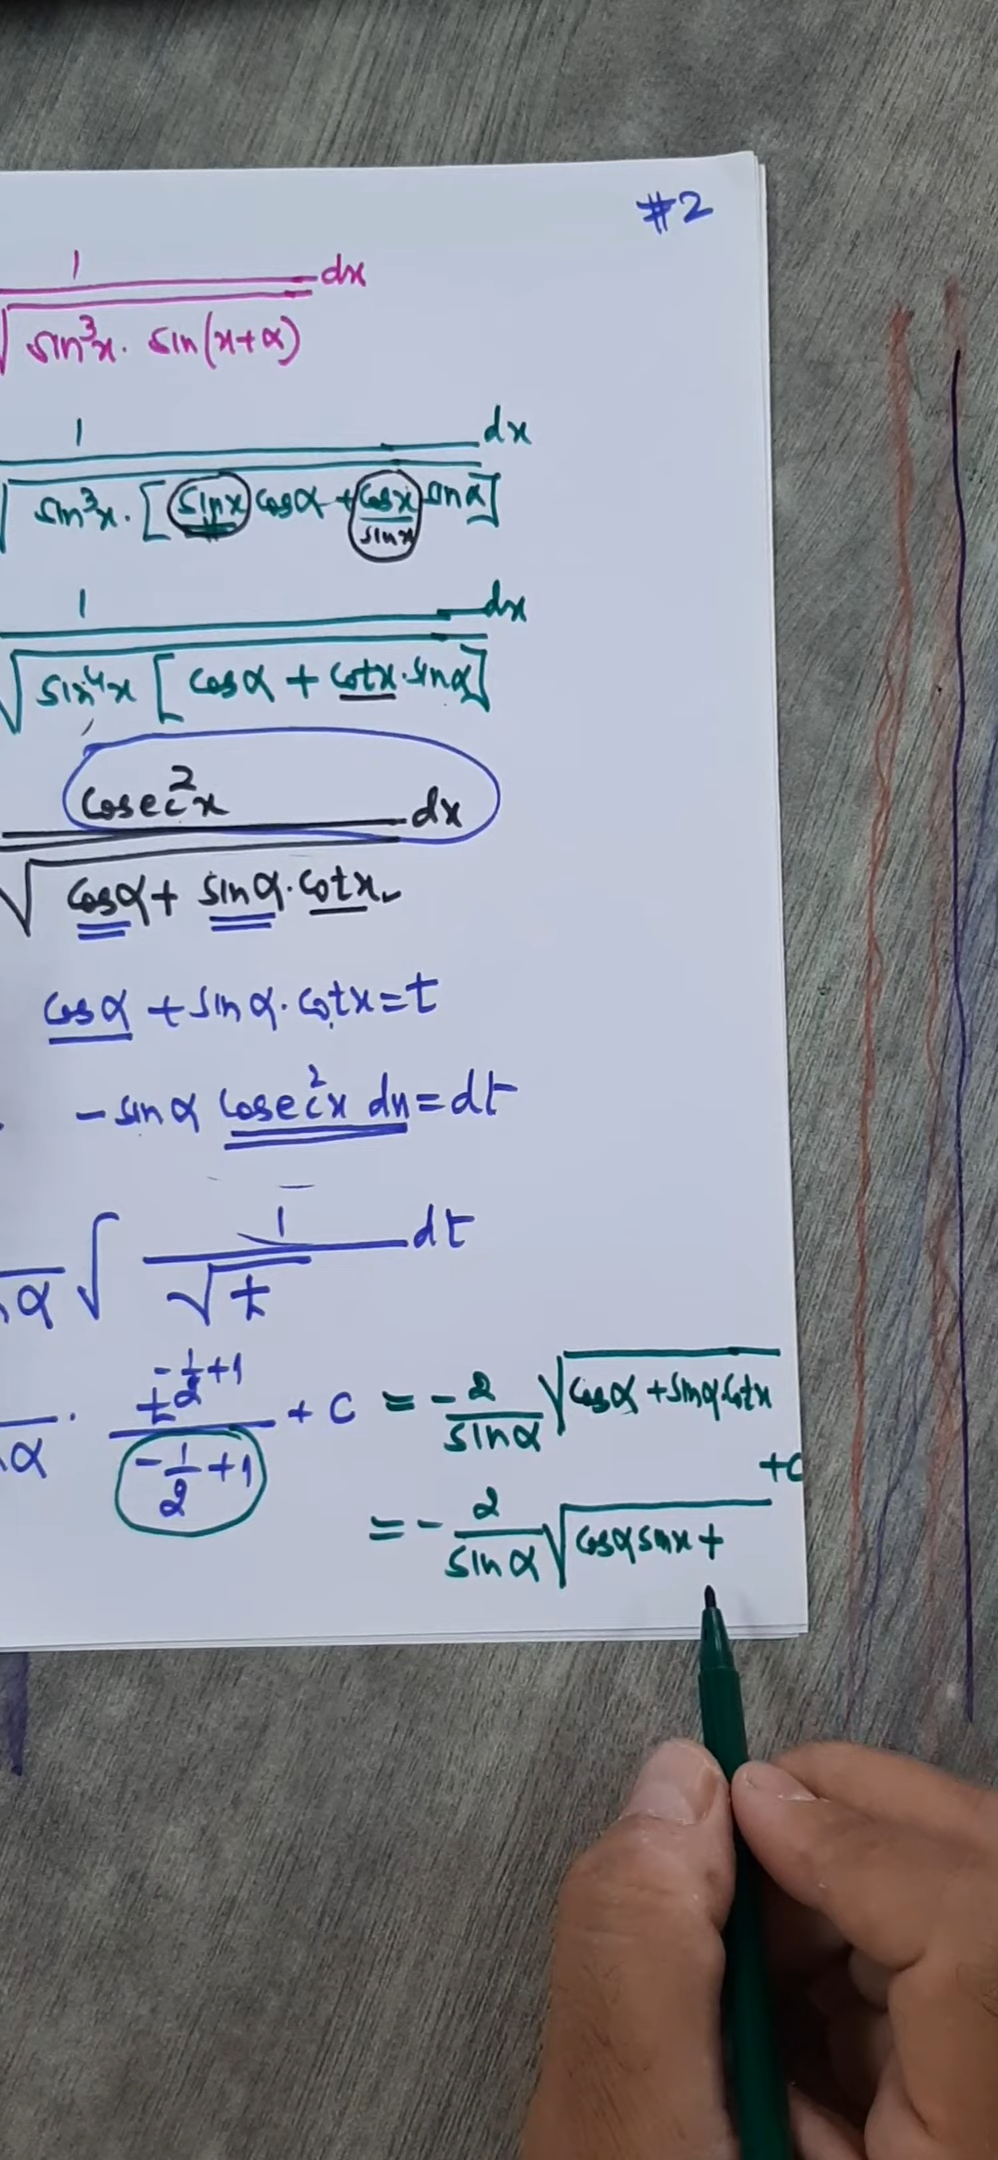 #2
1
dx
√sin³x. sin(x+α)
1
dx
√sin³x. [sinx cosα + cosx/sinx sinα]
1
dx
√sin⁴x [cosα + cotx.sinα]
cosec²x
dx
√cosα + sinα.cotx
cosα + sinα.cotx=t
-sinα cosec²x dx=dt
α ∫ 1/√t dt
α . t^(-1/2+1)/(-1/2+1) + C = -2/sinα √cosα+sinα.cotx
+C
= -2/sinα √cosα sinx +